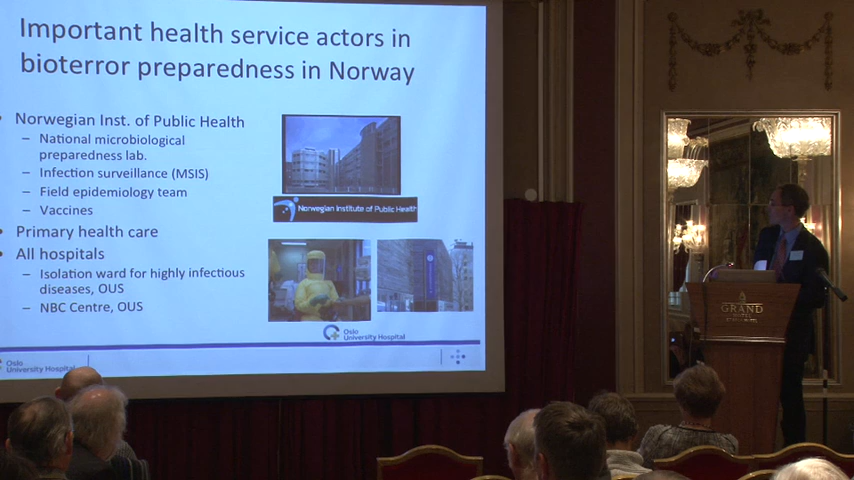 Important health service actors in
bioterror preparedness in Norway
• Norwegian Inst. of Public Health
– National microbiological
preparedness lab.
– Infection surveillance (MSIS)
– Field epidemiology team
– Vaccines
• Primary health care
• All hospitals
– Isolation ward for highly infectious
diseases, OUS
– NBC Centre, OUS
Norwegian Institute of Public Health
Oslo
University Hospital
Oslo
University Hospital
GRAND